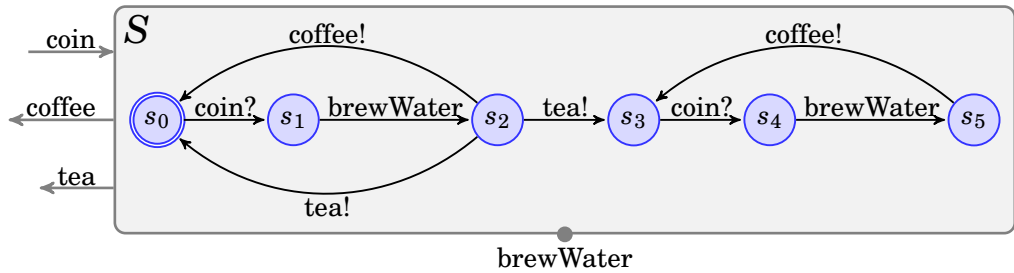 S
coin
coffee
tea
coffee!
coffee!
s0 coin? s1 brewWater s2 tea! s3 coin? s4 brewWater s5
tea!
brewWater